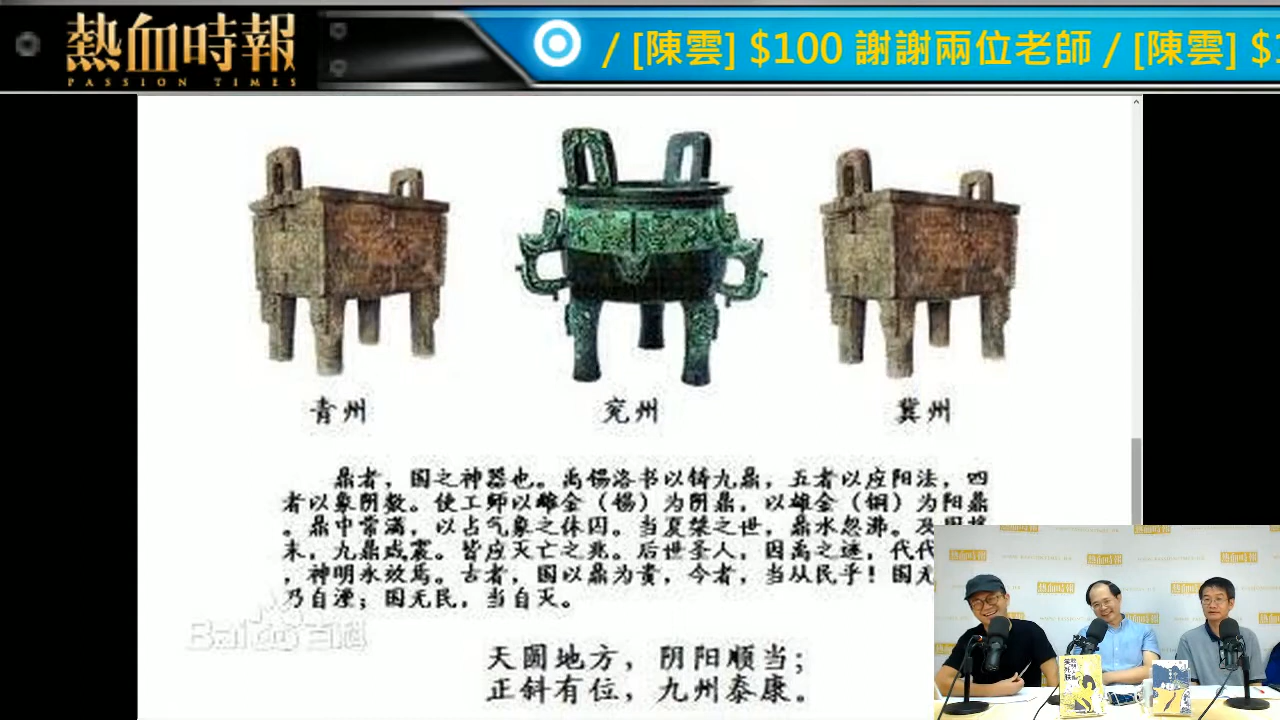 熱血時報
PASSION TIMES
/ [陳雲] $100 謝謝兩位老師 / [陳雲] $1
青州
兖州
冀州
鼎者，国之神器也。禹锡洛书以铸九鼎，五者以应阳法，四
者以象阴数。使工师以雌金（锡）为阴鼎，以雄金（铜）为阳鼎
。鼎中常满，以占气象之休囚。当夏桀之世，鼎水忽沸。及周
末，九鼎咸震。皆应灭亡之兆。后世圣人，因禹之迹，代代
，神明永效焉。古者，国以鼎为贵，今者，当从民乎！国无
乃自湮；国无民，当自灭。
Baidu百科
天圆地方，阴阳顺当；
正斜有位，九州泰康。
熱血時報